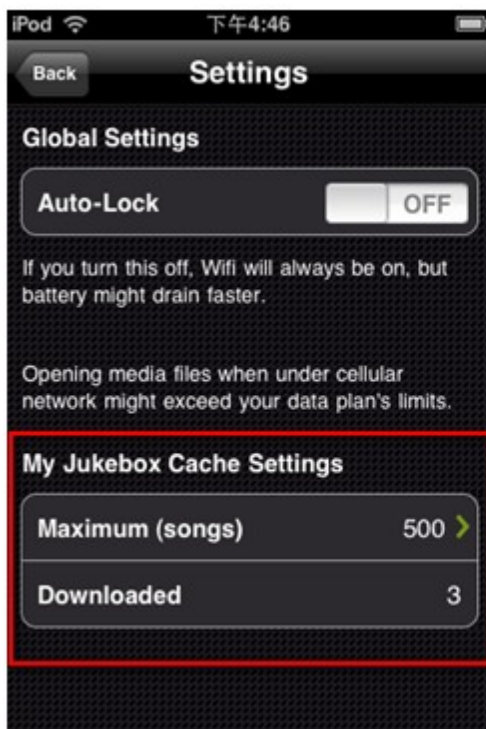 iPod 下午4:46
Back Settings
Global Settings
Auto-Lock OFF
If you turn this off, Wifi will always be on, but
battery might drain faster.
Opening media files when under cellular
network might exceed your data plan's limits.
My Jukebox Cache Settings
Maximum (songs) 500
Downloaded 3